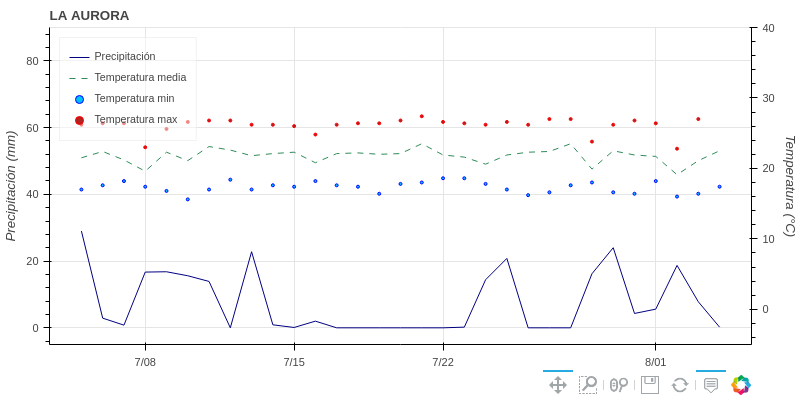 LA AURORA
Precipitación
Temperatura media
Temperatura min
Temperatura max
Precipitación (mm)
80
60
40
20
0
Temperatura (°C)
40
30
20
10
0
7/08
7/15
7/22
8/01